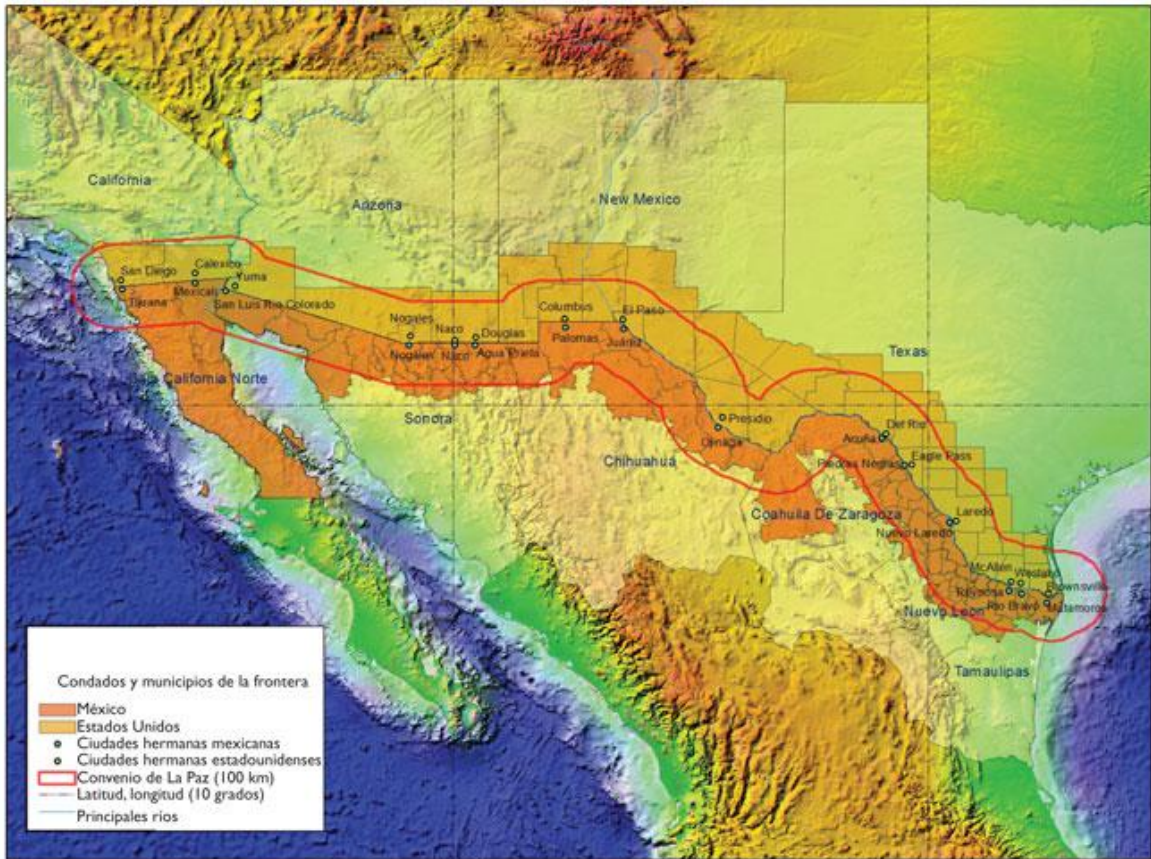 California
Arizona
New Mexico
San Diego
Calexico
Yuma
Tijuana
Mexicali
San Luis Rio Colorado
Nogales
Naco
Douglas
Columbus
El Paso
Nogales
Naco
Agua Prieta
Palomas
Juárez
Texas
Baja California Norte
Sonora
Presidio
Ojinaga
Chihuahua
Del Rio
Acuña
Eagle Pass
Piedras Negras
Coahuila De Zaragoza
Laredo
Nuevo Laredo
McAllen
Weslaco
Brownsville
Reynosa
Rio Bravo
Matamoros
Nuevo León
Tamaulipas
Condados y municipios de la frontera
México
Estados Unidos
Ciudades hermanas mexicanas
Ciudades hermanas estadounidenses
Convenio de La Paz (100 km)
Latitud, longitud (10 grados)
Principales ríos